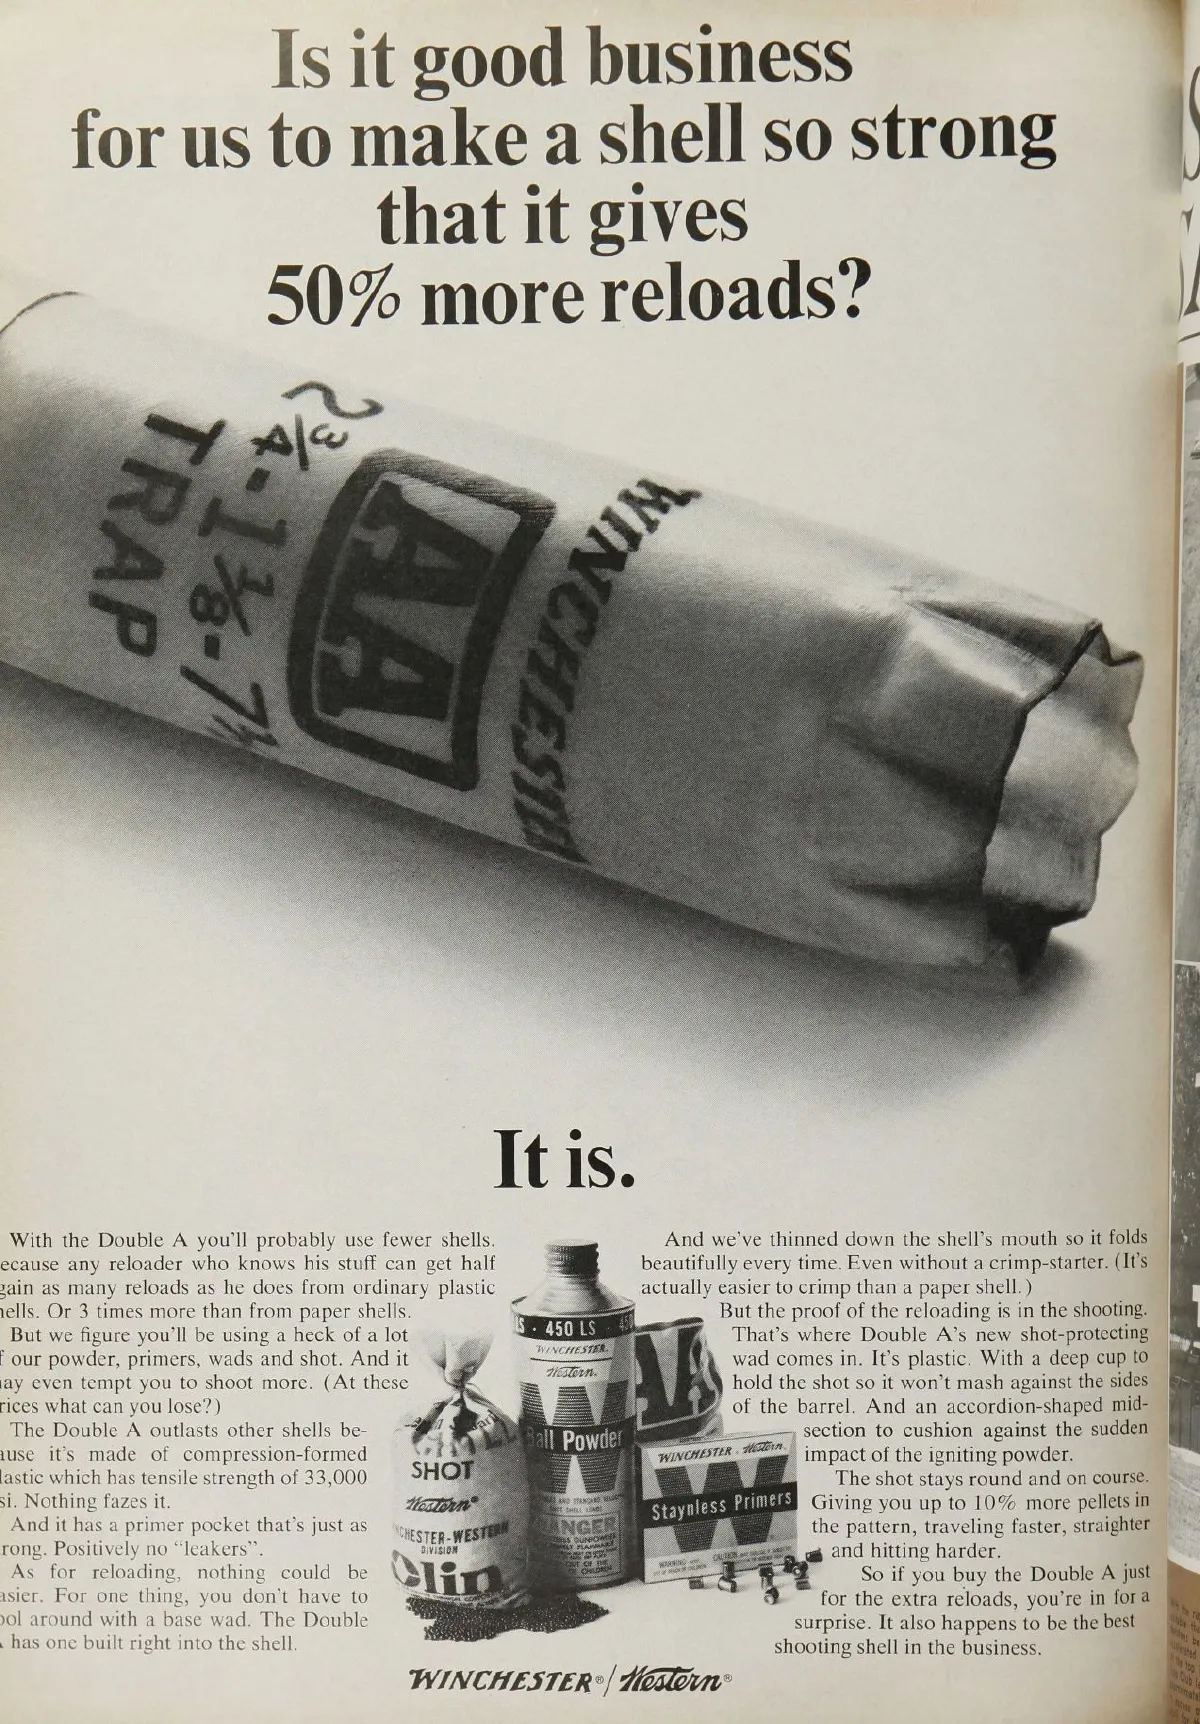 Is it good business
for us to make a shell so strong
that it gives
50% more reloads?
2¾
-1⅛-7½
TRAP
AA
WINCHESTER
It is.
With the Double A you'll probably use fewer shells.
ecause any reloader who knows his stuff can get half
gain as many reloads as he does from ordinary plastic
hells. Or 3 times more than from paper shells.
But we figure you'll be using a heck of a lot
f our powder, primers, wads and shot. And it
ay even tempt you to shoot more. (At these
rices what can you lose?)
The Double A outlasts other shells be-
ause it's made of compression-formed
lastic which has tensile strength of 33,000
si. Nothing fazes it.
And it has a primer pocket that's just as
rong. Positively no “leakers”.
As for reloading, nothing could be
asier. For one thing, you don't have to
ool around with a base wad. The Double
has one built right into the shell.
And we've thinned down the shell's mouth so it folds
beautifully every time. Even without a crimp-starter. (It's
actually easier to crimp than a paper shell.)
But the proof of the reloading is in the shooting.
That's where Double A's new shot-protecting
wad comes in. It's plastic. With a deep cup to
hold the shot so it won't mash against the sides
of the barrel. And an accordion-shaped mid-
section to cushion against the sudden
impact of the igniting powder.
The shot stays round and on course.
Giving you up to 10% more pellets in
the pattern, traveling faster, straighter
and hitting harder.
So if you buy the Double A just
for the extra reloads, you're in for a
surprise. It also happens to be the best
shooting shell in the business.
LS · 450 LS · 450
WINCHESTER.
Western.
W
Ball Powder
DANGER
AA
SHOT
Western®
CHESTER-WESTERN
DIVISION
Olin
WINCHESTER · Western.
W
Staynless Primers
WARNING
CAUTION
WINCHESTER®/Western®